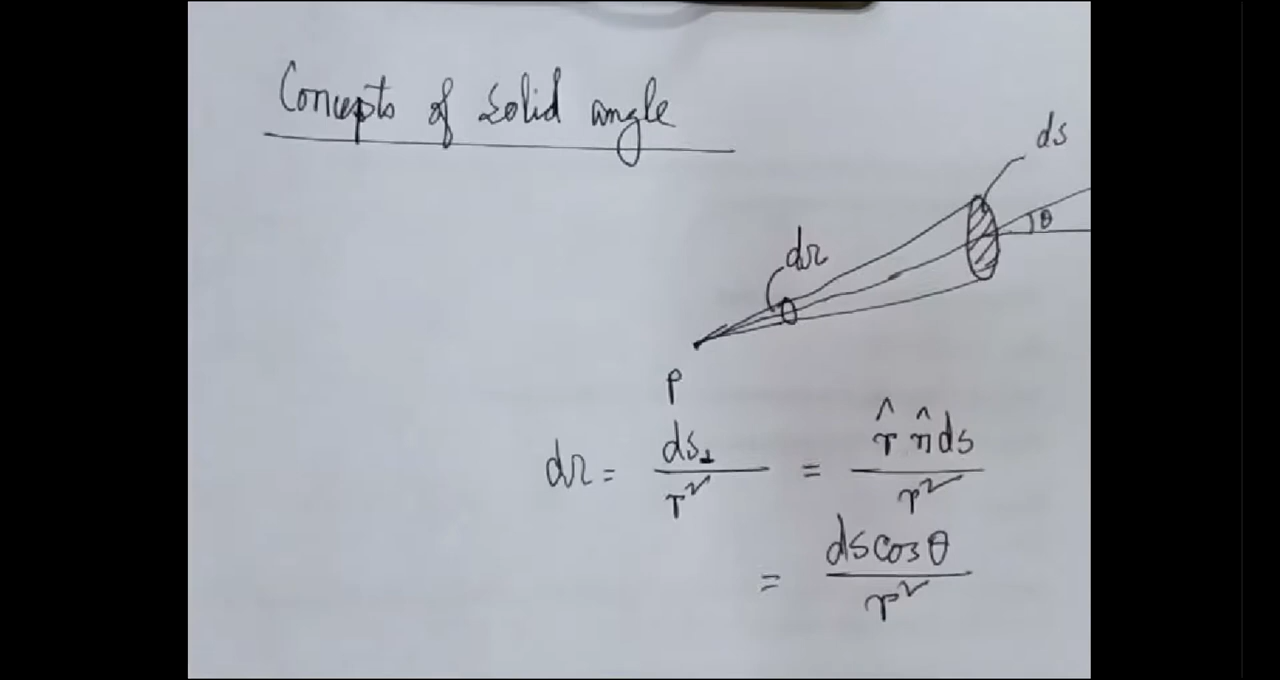 Concepts of Solid angle
ds
θ
dΩ
P
dΩ = ds⊥ / r² = r̂ n̂ ds / r²
= ds cos θ / r²